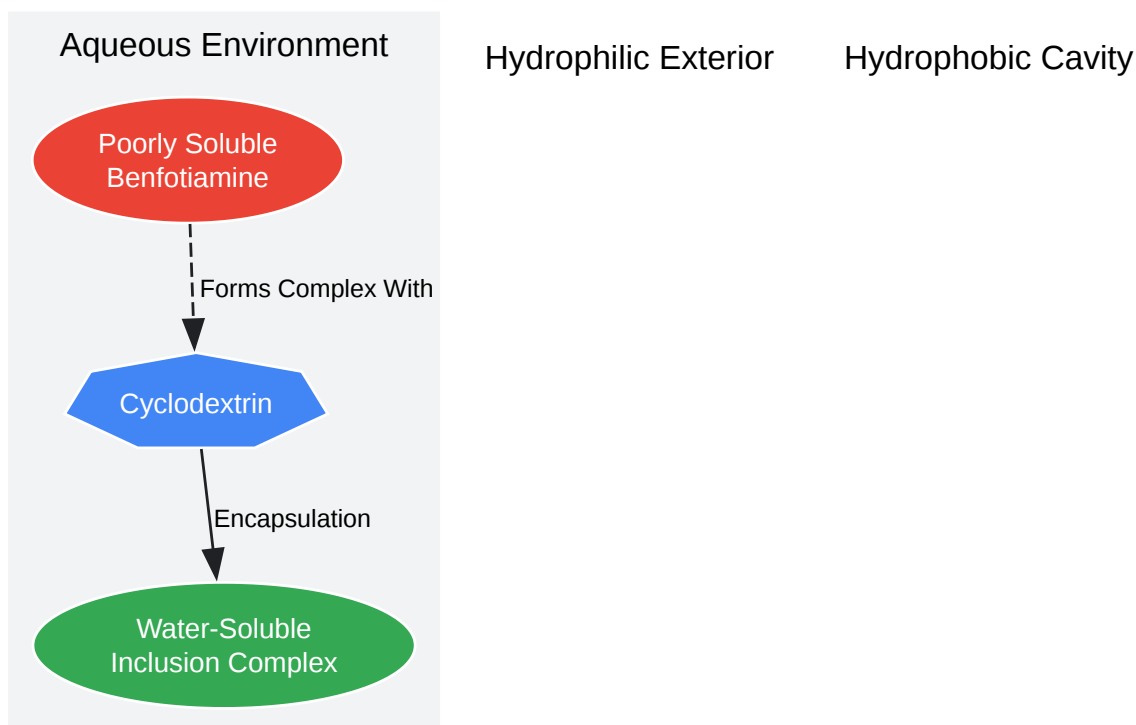 Aqueous Environment
Hydrophilic Exterior
Hydrophobic Cavity
Poorly Soluble
Benfotiamine
Forms Complex With
Cyclodextrin
Encapsulation
Water-Soluble
Inclusion Complex